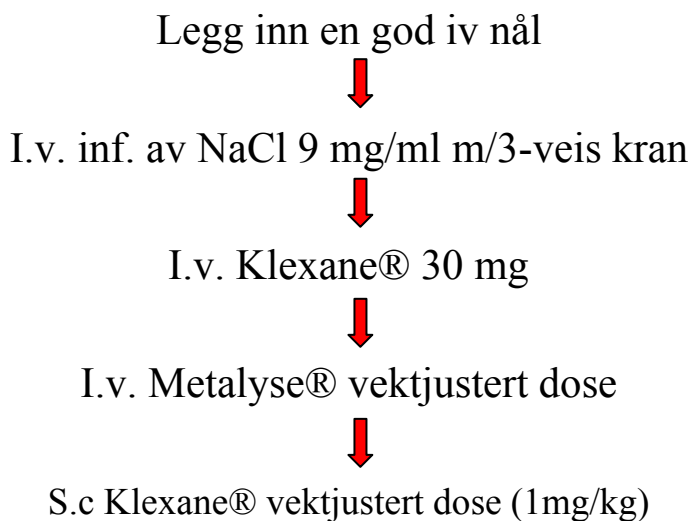 Legg inn en god iv nål
I.v. inf. av NaCl 9 mg/ml m/3-veis kran
I.v. Klexane® 30 mg
I.v. Metalyse® vektjustert dose
S.c Klexane® vektjustert dose (1mg/kg)